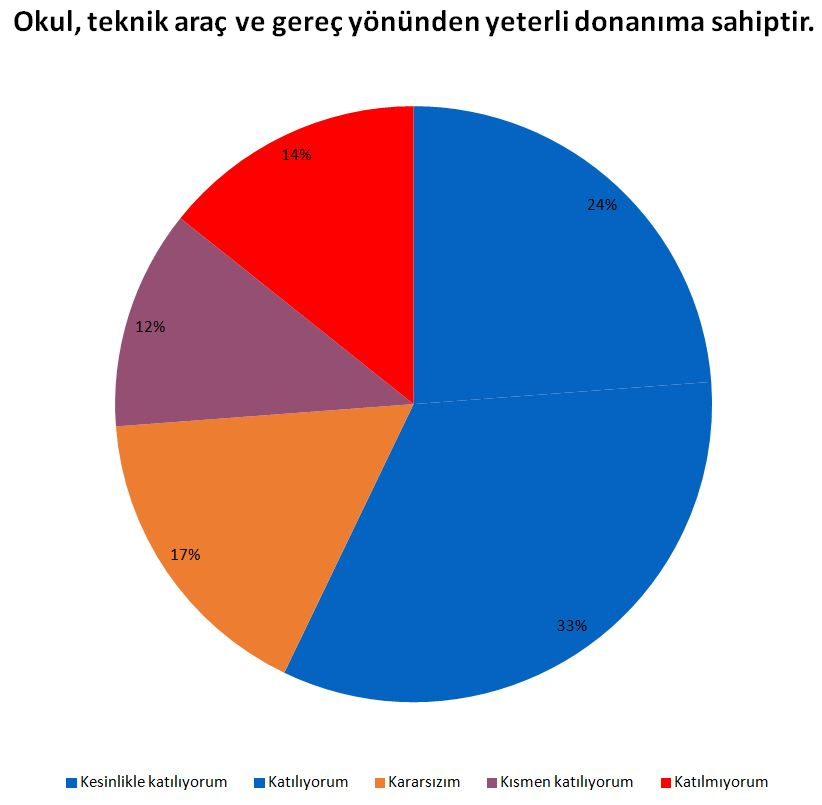 Okul, teknik araç ve gereç yönünden yeterli donanıma sahiptir.
14%
24%
12%
17%
33%
Kesinlikle katılıyorum Katılıyorum Kararsızım Kısmen katılıyorum Katılmıyorum